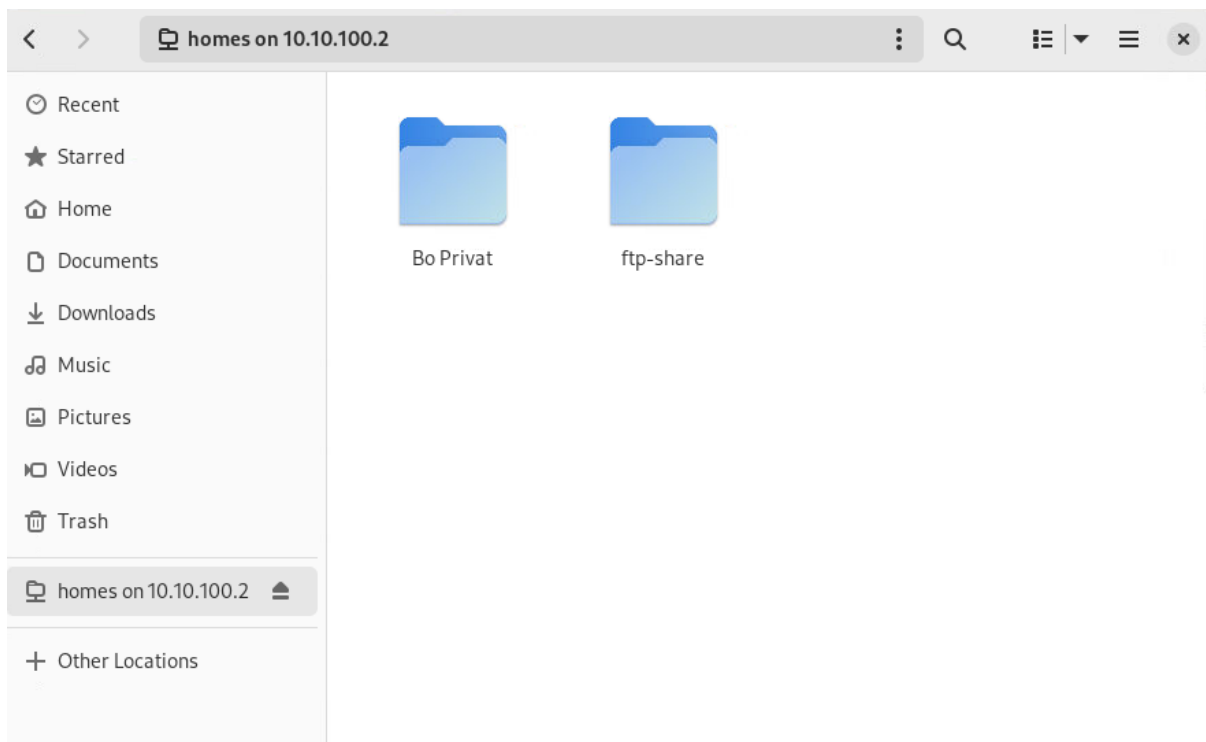 homes on 10.10.100.2
Recent
Starred
Home
Documents
Downloads
Music
Pictures
Videos
Trash
homes on 10.10.100.2
Other Locations
Bo Privat
ftp-share